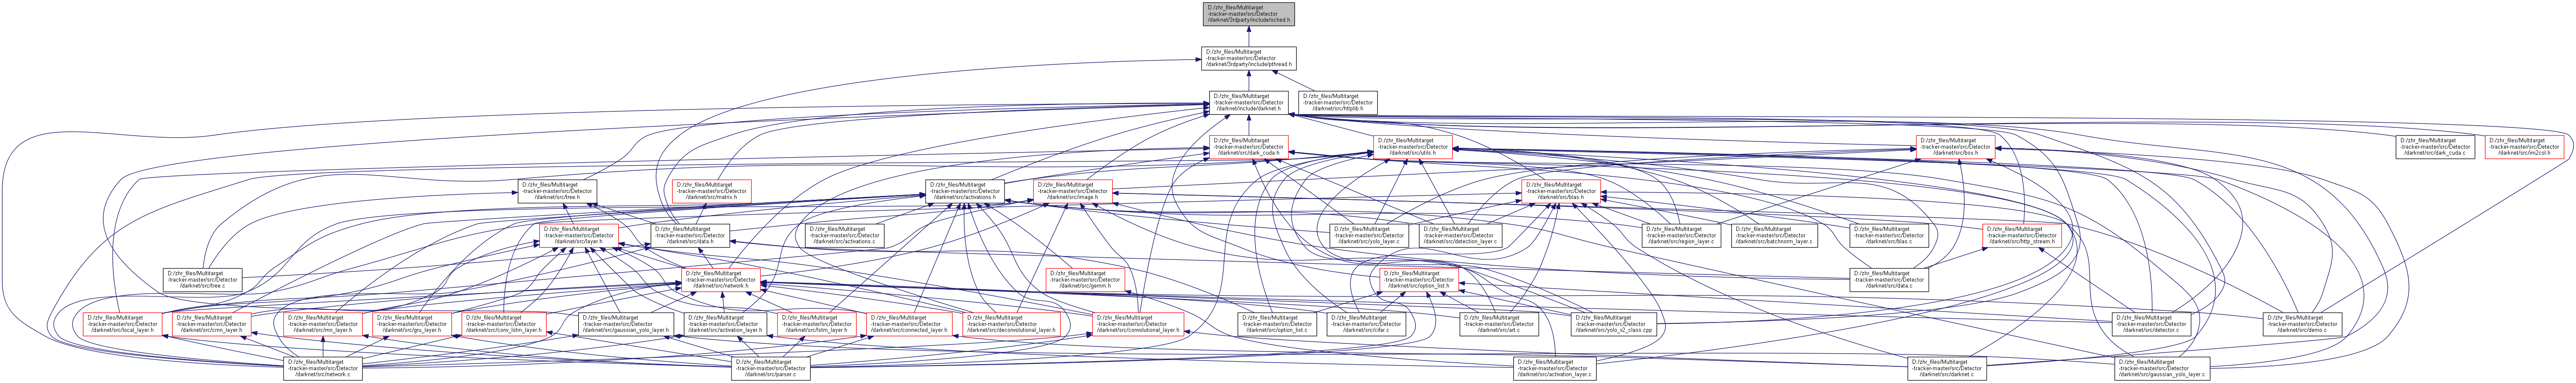 D:/zhr_files/Multitarget
-tracker-master/src/Detector
/darknet/3rdparty/include/sched.h
D:/zhr_files/Multitarget
-tracker-master/src/Detector
/darknet/3rdparty/include/pthread.h
D:/zhr_files/Multitarget
-tracker-master/src/Detector
/darknet/include/darknet.h
D:/zhr_files/Multitarget
-tracker-master/src/Detector
/darknet/src/httplib.h
D:/zhr_files/Multitarget
-tracker-master/src/Detector
/darknet/src/dark_cuda.h
D:/zhr_files/Multitarget
-tracker-master/src/Detector
/darknet/src/utils.h
D:/zhr_files/Multitarget
-tracker-master/src/Detector
/darknet/src/box.h
D:/zhr_files/Multitarget
-tracker-master/src/Detector
/darknet/src/dark_cuda.c
D:/zhr_files/Multitarget
-tracker-master/src/Detector
/darknet/src/im2col.h
D:/zhr_files/Multitarget
-tracker-master/src/Detector
/darknet/src/tree.h
D:/zhr_files/Multitarget
-tracker-master/src/Detector
/darknet/src/matrix.h
D:/zhr_files/Multitarget
-tracker-master/src/Detector
/darknet/src/activations.h
D:/zhr_files/Multitarget
-tracker-master/src/Detector
/darknet/src/image.h
D:/zhr_files/Multitarget
-tracker-master/src/Detector
/darknet/src/blas.h
D:/zhr_files/Multitarget
-tracker-master/src/Detector
/darknet/src/layer.h
D:/zhr_files/Multitarget
-tracker-master/src/Detector
/darknet/src/data.h
D:/zhr_files/Multitarget
-tracker-master/src/Detector
/darknet/src/activations.c
D:/zhr_files/Multitarget
-tracker-master/src/Detector
/darknet/src/yolo_layer.c
D:/zhr_files/Multitarget
-tracker-master/src/Detector
/darknet/src/detection_layer.c
D:/zhr_files/Multitarget
-tracker-master/src/Detector
/darknet/src/region_layer.c
D:/zhr_files/Multitarget
-tracker-master/src/Detector
/darknet/src/batchnorm_layer.c
D:/zhr_files/Multitarget
-tracker-master/src/Detector
/darknet/src/blas.c
D:/zhr_files/Multitarget
-tracker-master/src/Detector
/darknet/src/http_stream.h
D:/zhr_files/Multitarget
-tracker-master/src/Detector
/darknet/src/tree.c
D:/zhr_files/Multitarget
-tracker-master/src/Detector
/darknet/src/network.h
D:/zhr_files/Multitarget
-tracker-master/src/Detector
/darknet/src/gemm.h
D:/zhr_files/Multitarget
-tracker-master/src/Detector
/darknet/src/option_list.h
D:/zhr_files/Multitarget
-tracker-master/src/Detector
/darknet/src/data.c
D:/zhr_files/Multitarget
-tracker-master/src/Detector
/darknet/src/local_layer.h
D:/zhr_files/Multitarget
-tracker-master/src/Detector
/darknet/src/crnn_layer.h
D:/zhr_files/Multitarget
-tracker-master/src/Detector
/darknet/src/rnn_layer.h
D:/zhr_files/Multitarget
-tracker-master/src/Detector
/darknet/src/gru_layer.h
D:/zhr_files/Multitarget
-tracker-master/src/Detector
/darknet/src/conv_lstm_layer.h
D:/zhr_files/Multitarget
-tracker-master/src/Detector
/darknet/src/gaussian_yolo_layer.h
D:/zhr_files/Multitarget
-tracker-master/src/Detector
/darknet/src/activation_layer.h
D:/zhr_files/Multitarget
-tracker-master/src/Detector
/darknet/src/lstm_layer.h
D:/zhr_files/Multitarget
-tracker-master/src/Detector
/darknet/src/connected_layer.h
D:/zhr_files/Multitarget
-tracker-master/src/Detector
/darknet/src/deconvolutional_layer.h
D:/zhr_files/Multitarget
-tracker-master/src/Detector
/darknet/src/convolutional_layer.h
D:/zhr_files/Multitarget
-tracker-master/src/Detector
/darknet/src/option_list.c
D:/zhr_files/Multitarget
-tracker-master/src/Detector
/darknet/src/cifar.c
D:/zhr_files/Multitarget
-tracker-master/src/Detector
/darknet/src/art.c
D:/zhr_files/Multitarget
-tracker-master/src/Detector
/darknet/src/yolo_v2_class.cpp
D:/zhr_files/Multitarget
-tracker-master/src/Detector
/darknet/src/detector.c
D:/zhr_files/Multitarget
-tracker-master/src/Detector
/darknet/src/demo.c
D:/zhr_files/Multitarget
-tracker-master/src/Detector
/darknet/src/network.c
D:/zhr_files/Multitarget
-tracker-master/src/Detector
/darknet/src/parser.c
D:/zhr_files/Multitarget
-tracker-master/src/Detector
/darknet/src/activation_layer.c
D:/zhr_files/Multitarget
-tracker-master/src/Detector
/darknet/src/darknet.c
D:/zhr_files/Multitarget
-tracker-master/src/Detector
/darknet/src/gaussian_yolo_layer.c